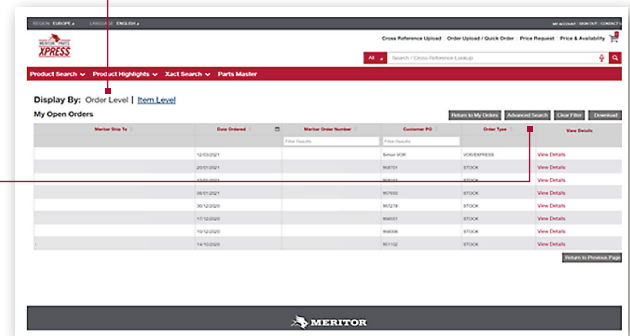 REGION EUROPE LANGUAGE ENGLISH MY ACCOUNT SIGN OUT CONTACT
MERITOR PARTS
XPRESS
Cross Reference Upload Order Upload / Quick Order Price Request Price & Availability
All Search / Cross Reference Lookup
Product Search Product Highlights Xact Search Parts Master
Display By: Order Level | Item Level
My Open Orders
Return to My Orders Advanced Search Clear Filter Download
Meritor Ship To Date Ordered Meritor Order Number Customer PO Order Type View Details
Filter Results Filter Results
12/03/2021 VOR/EXPRESS View Details
20/01/2021 STOCK View Details
STOCK View Details
STOCK View Details
30/12/2020 STOCK View Details
17/12/2020 STOCK View Details
10/12/2020 STOCK View Details
14/10/2020 STOCK View Details
Return to Previous Page
MERITOR